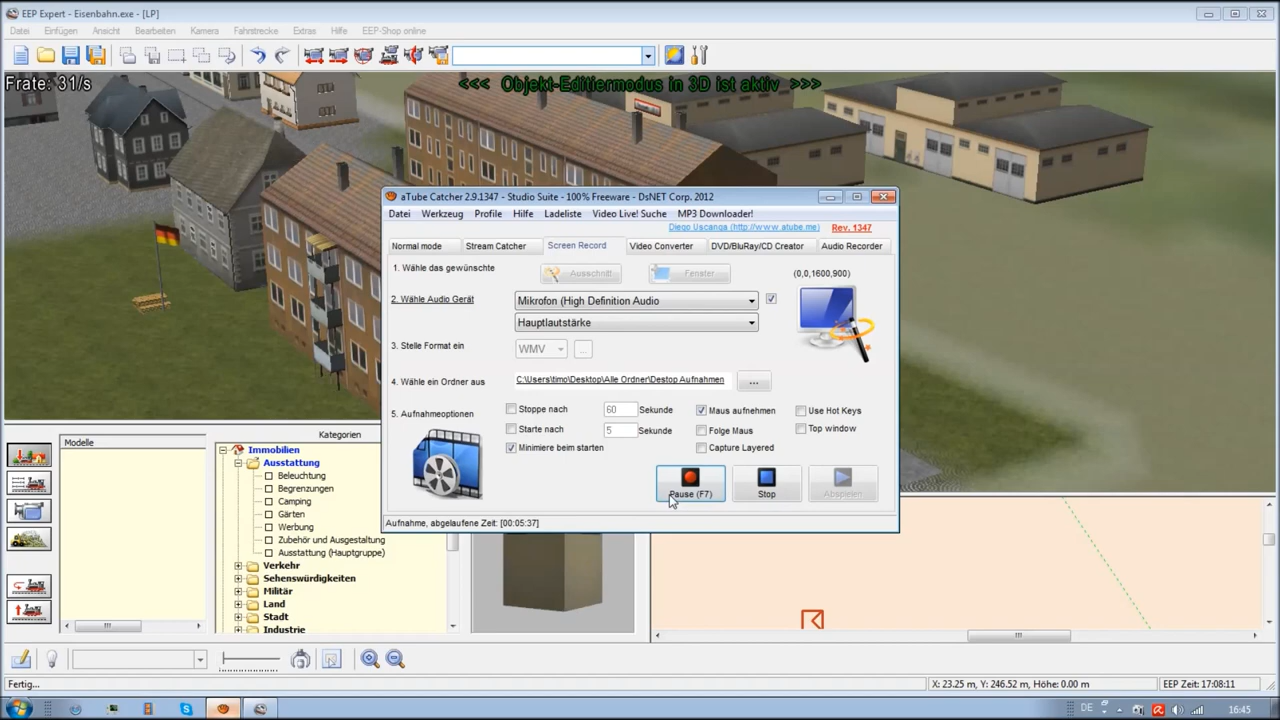 EEP Expert - Eisenbahn.exe - [LP]
Datei Einfügen Ansicht Bearbeiten Kamera Fahrstrecke Extras Hilfe EEP-Shop online
Frate: 31/s
<<< Objekt-Editiermodus in 3D ist aktiv >>>
aTube Catcher 2.9.1347 - Studio Suite - 100% Freeware - DsNET Corp. 2012
Datei Werkzeug Profile Hilfe Ladeliste Video Live! Suche MP3 Downloader!
Diego Uscanga (http://www.atube.me) Rev. 1347
Normal mode Stream Catcher Screen Record Video Converter DVD/BluRay/CD Creator Audio Recorder
1. Wähle das gewünschte Ausschnitt Fenster (0,0,1600,900)
2. Wähle Audio Gerät Mikrofon (High Definition Audio
Hauptlautstärke
3. Stelle Format ein WMV ...
4. Wähle ein Ordner aus C:\Users\timo\Desktop\Alle Ordner\Destop Aufnahmen ...
5. Aufnahmeoptionen
Stoppe nach 60 Sekunde Maus aufnehmen Use Hot Keys
Starte nach 5 Sekunde Folge Maus Top window
Minimiere beim starten Capture Layered
Pause (F7) Stop Abspielen
Aufnahme, abgelaufene Zeit: [00:05:37]
Modelle
Kategorien
Immobilien
Ausstattung
Beleuchtung
Begrenzungen
Camping
Gärten
Werbung
Zubehör und Ausgestaltung
Ausstattung (Hauptgruppe)
Verkehr
Sehenswürdigkeiten
Militär
Land
Stadt
Industrie
Fertig... X: 23.25 m, Y: 246.52 m, Höhe: 0.00 m EEP Zeit: 17:08:11
DE 16:45